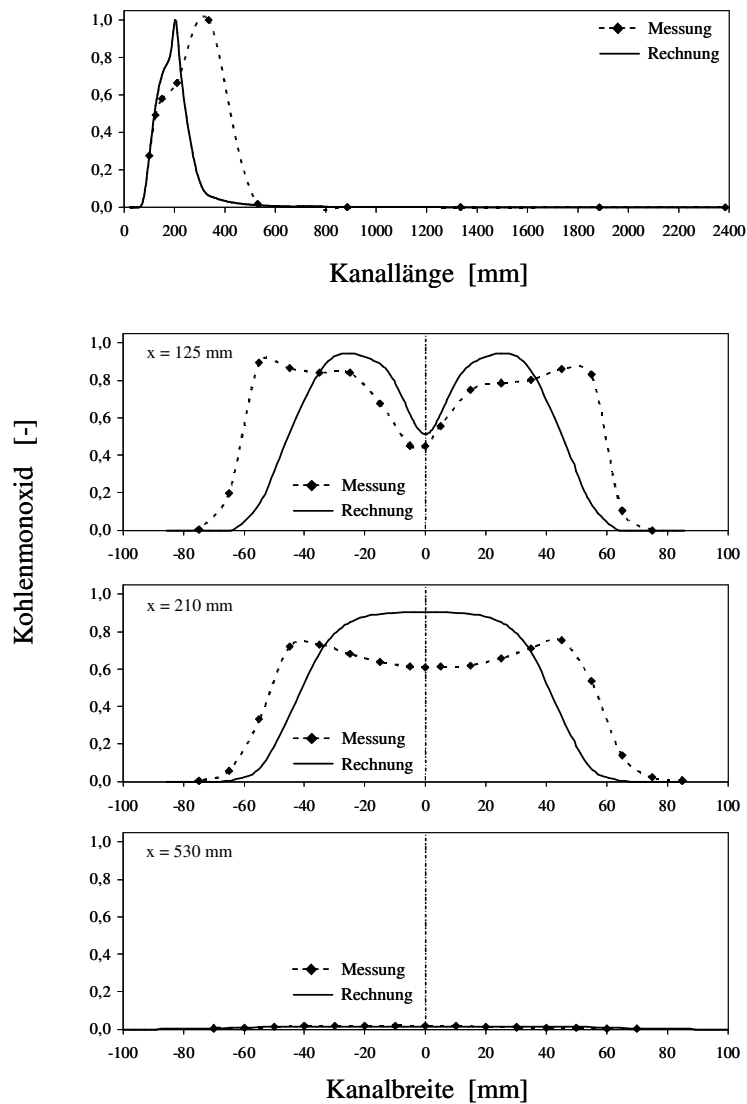 1,0
0,8
0,6
0,4
0,2
0,0
Messung
Rechnung
0 200 400 600 800 1000 1200 1400 1600 1800 2000 2200 2400
Kanallänge [mm]
Kohlenmonoxid [-]
x = 125 mm
1,0
0,8
0,6
0,4
0,2
0,0
Messung
Rechnung
-100 -80 -60 -40 -20 0 20 40 60 80 100
x = 210 mm
1,0
0,8
0,6
0,4
0,2
0,0
Messung
Rechnung
-100 -80 -60 -40 -20 0 20 40 60 80 100
x = 530 mm
1,0
0,8
0,6
0,4
0,2
0,0
Messung
Rechnung
-100 -80 -60 -40 -20 0 20 40 60 80 100
Kanalbreite [mm]